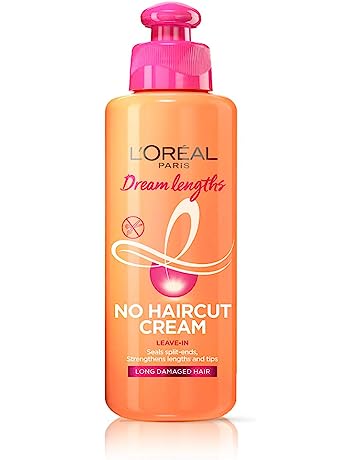 L'ORÉAL
PARIS
Dream lengths
NO HAIRCUT
CREAM
LEAVE-IN
Seals split-ends,
Strengthens lengths and tips
LONG DAMAGED HAIR